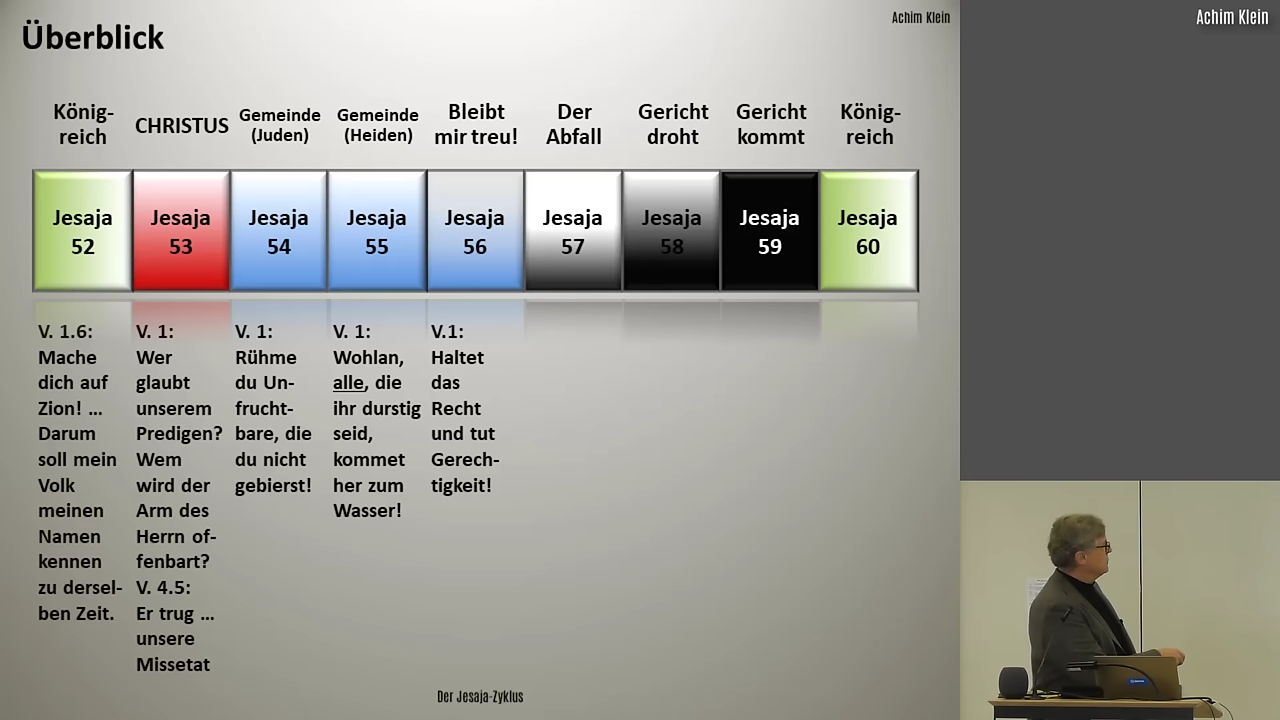 Überblick
Achim Klein
Achim Klein
König-
reich
CHRISTUS
Gemeinde
(Juden)
Gemeinde
(Heiden)
Bleibt
mir treu!
Der
Abfall
Gericht
droht
Gericht
kommt
König-
reich
Jesaja
52
Jesaja
53
Jesaja
54
Jesaja
55
Jesaja
56
Jesaja
57
Jesaja
58
Jesaja
59
Jesaja
60
V. 1.6:
Mache
dich auf
Zion! ...
Darum
soll mein
Volk
meinen
Namen
kennen
zu dersel-
ben Zeit.
V. 1:
Wer
glaubt
unserem
Predigen?
Wem
wird der
Arm des
Herrn of-
fenbart?
V. 4.5:
Er trug ...
unsere
Missetat
V. 1:
Rühme
du Un-
frucht-
bare, die
du nicht
gebierst!
V. 1:
Wohlan,
alle, die
ihr durstig
seid,
kommet
her zum
Wasser!
V.1:
Haltet
das
Recht
und tut
Gerech-
tigkeit!
Der Jesaja-Zyklus